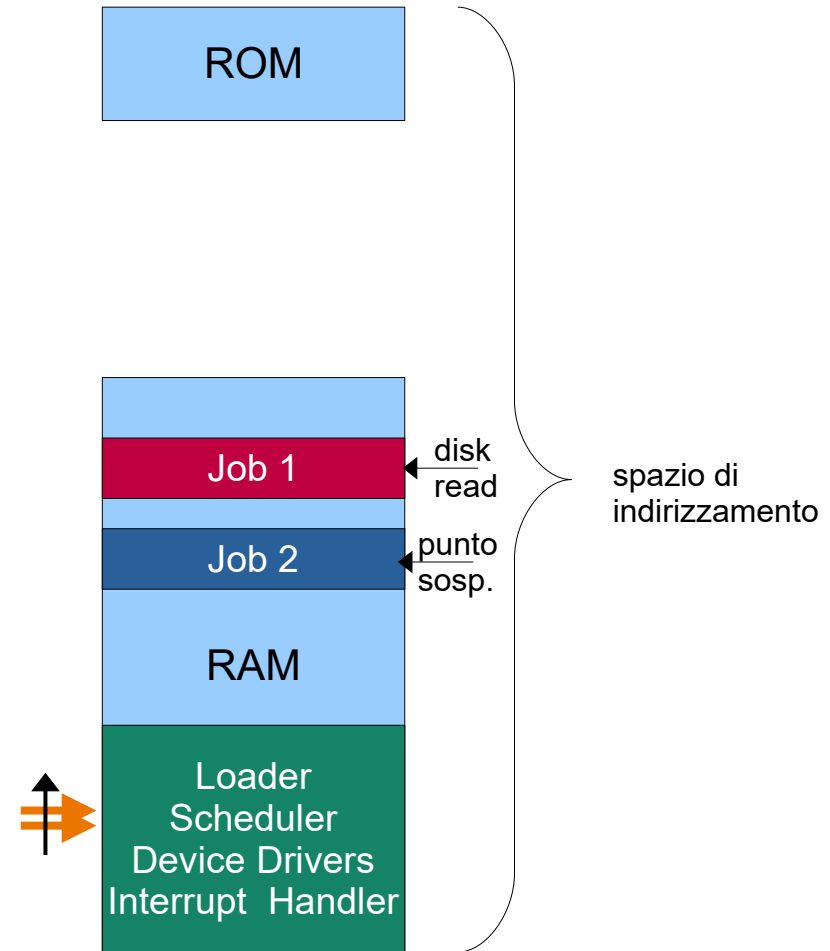 ROM
Job 1
disk
read
spazio di
indirizzamento
Job 2
punto
sosp.
RAM
Loader
Scheduler
Device Drivers
Interrupt Handler